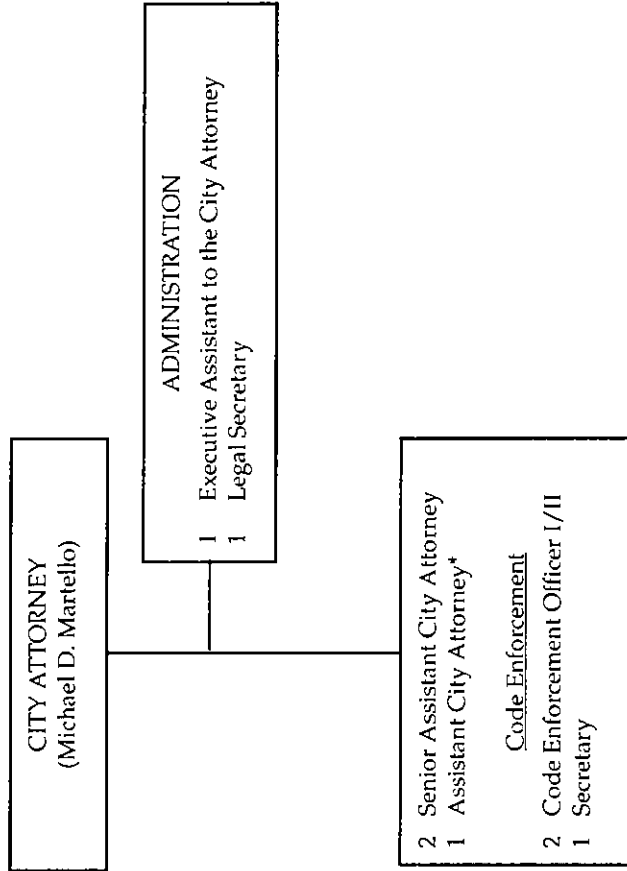 CITY ATTORNEY
(Michael D. Martello)
ADMINISTRATION
1 Executive Assistant to the City Attorney
1 Legal Secretary
2 Senior Assistant City Attorney
1 Assistant City Attorney*
Code Enforcement
2 Code Enforcement Officer I/II
1 Secretary